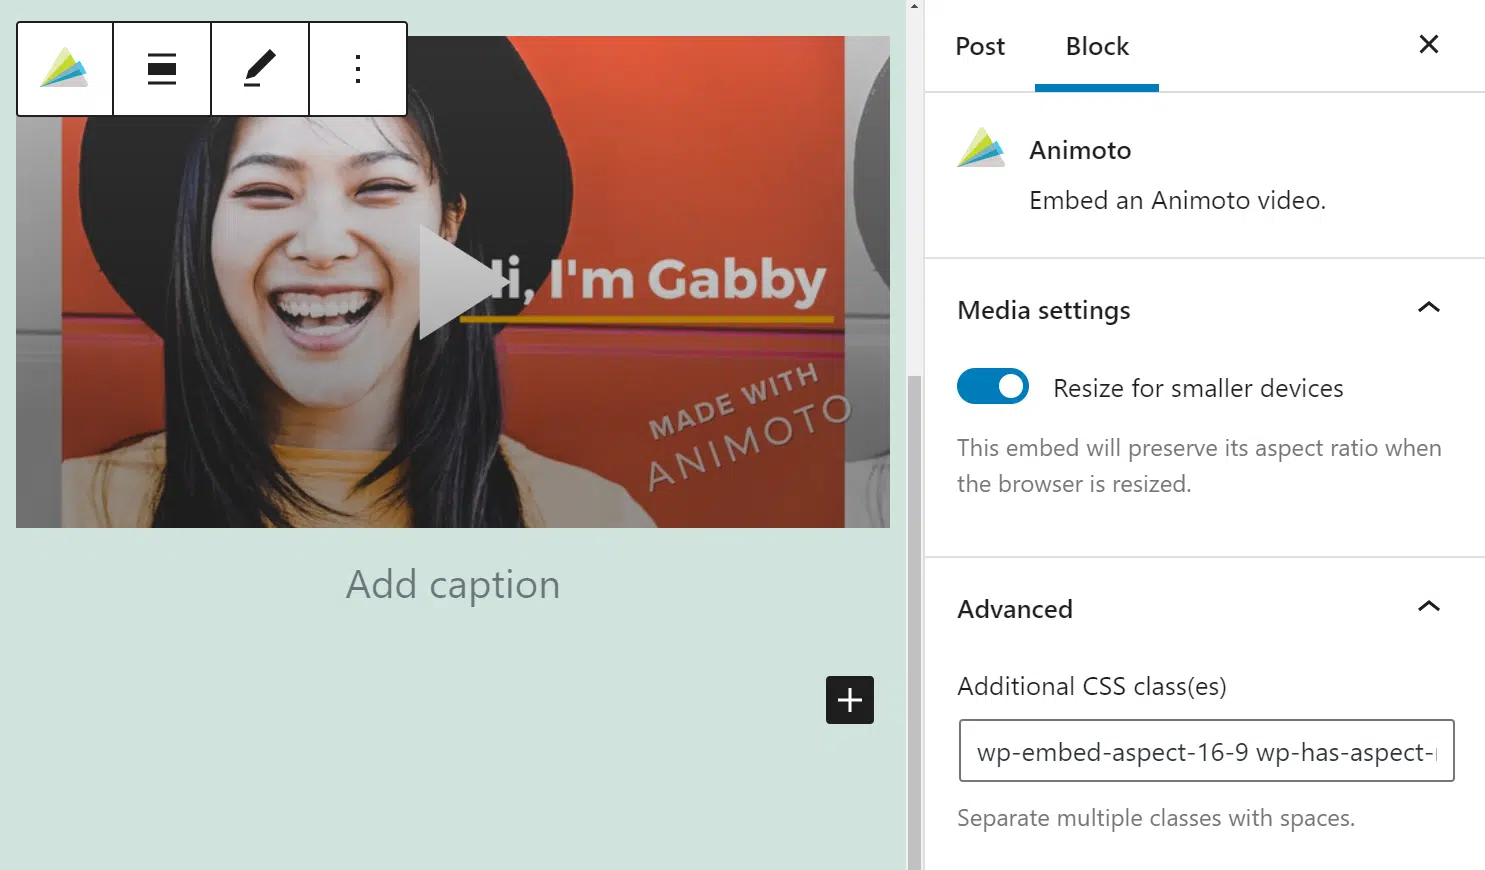 Hi, I'm Gabby
MADE WITH
ANIMOTO
Add caption
Post Block
Animoto
Embed an Animoto video.
Media settings
Resize for smaller devices
This embed will preserve its aspect ratio when
the browser is resized.
Advanced
Additional CSS class(es)
wp-embed-aspect-16-9 wp-has-aspect-
Separate multiple classes with spaces.